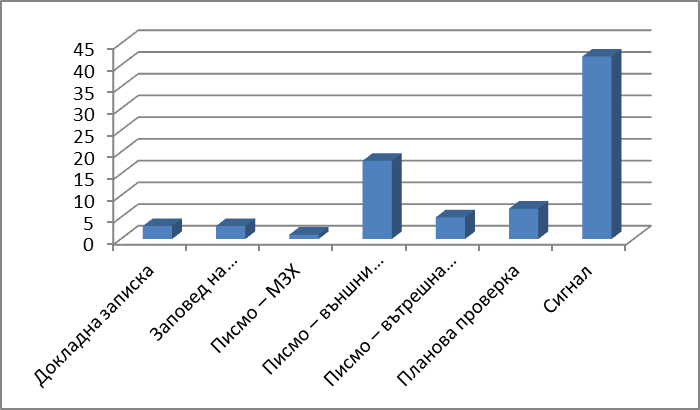 45
40
35
30
25
20
15
10
5
0
Докладна записка
Заповед на...
Писмо – МЗХ
Писмо – външни...
Писмо – вътрешна...
Планова проверка
Сигнал